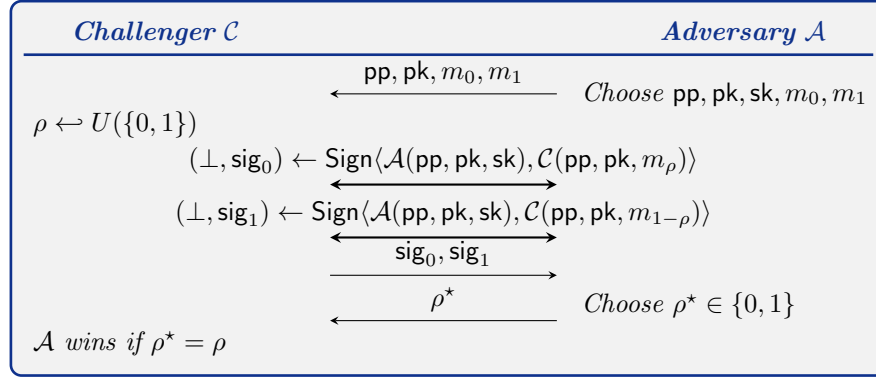 Challenger 𝒞 Adversary 𝒜
pp, pk, m₀, m₁
Choose pp, pk, sk, m₀, m₁
ρ ↩ U({0, 1})
(⊥, sig₀) ← Sign⟨𝒜(pp, pk, sk), 𝒞(pp, pk, m_ρ)⟩
(⊥, sig₁) ← Sign⟨𝒜(pp, pk, sk), 𝒞(pp, pk, m_{1−ρ})⟩
sig₀, sig₁
ρ⋆ Choose ρ⋆ ∈ {0, 1}
𝒜 wins if ρ⋆ = ρ